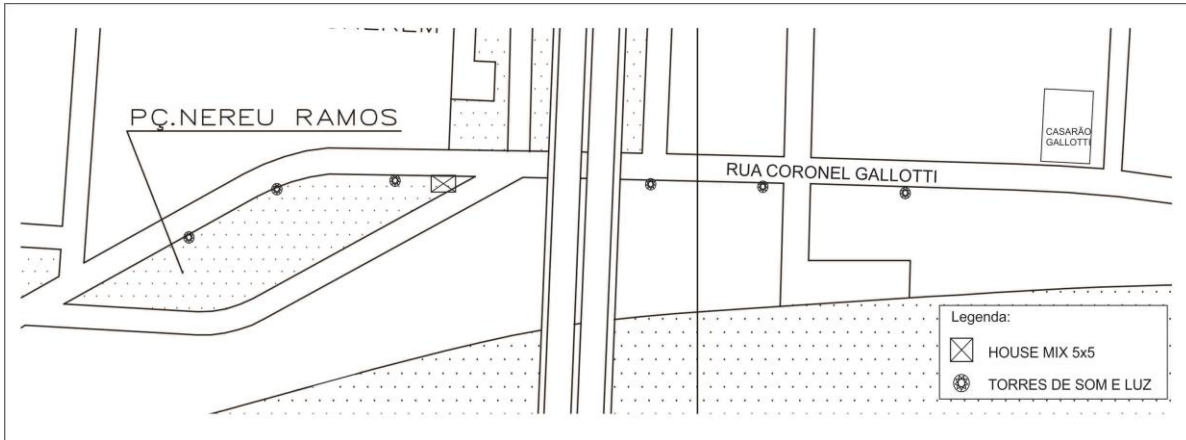 PÇ.NEREU RAMOS
CASARÃO
GALLOTTI
RUA CORONEL GALLOTTI
Legenda:
HOUSE MIX 5x5
TORRES DE SOM E LUZ